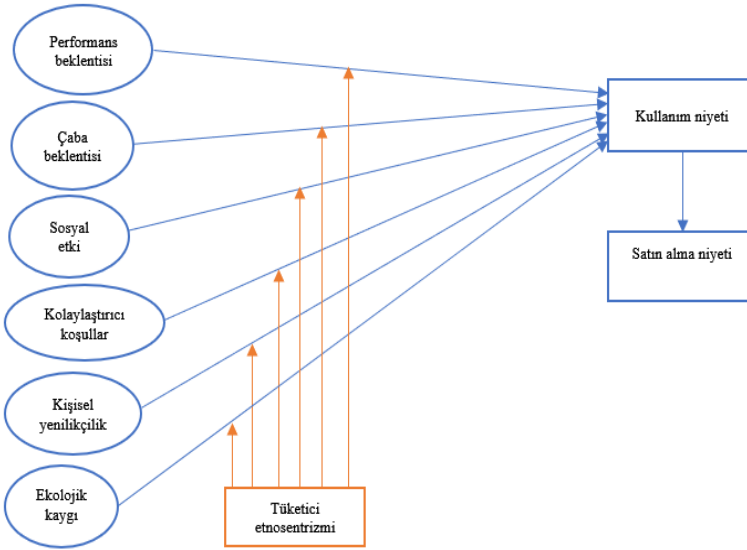 Performans
beklentisi
Çaba
beklentisi
Sosyal
etki
Kolaylaştırıcı
koşullar
Kişisel
yenilikçilik
Ekolojik
kaygı
Tüketici
etnosentrizmi
Kullanım niyeti
Satın alma niyeti